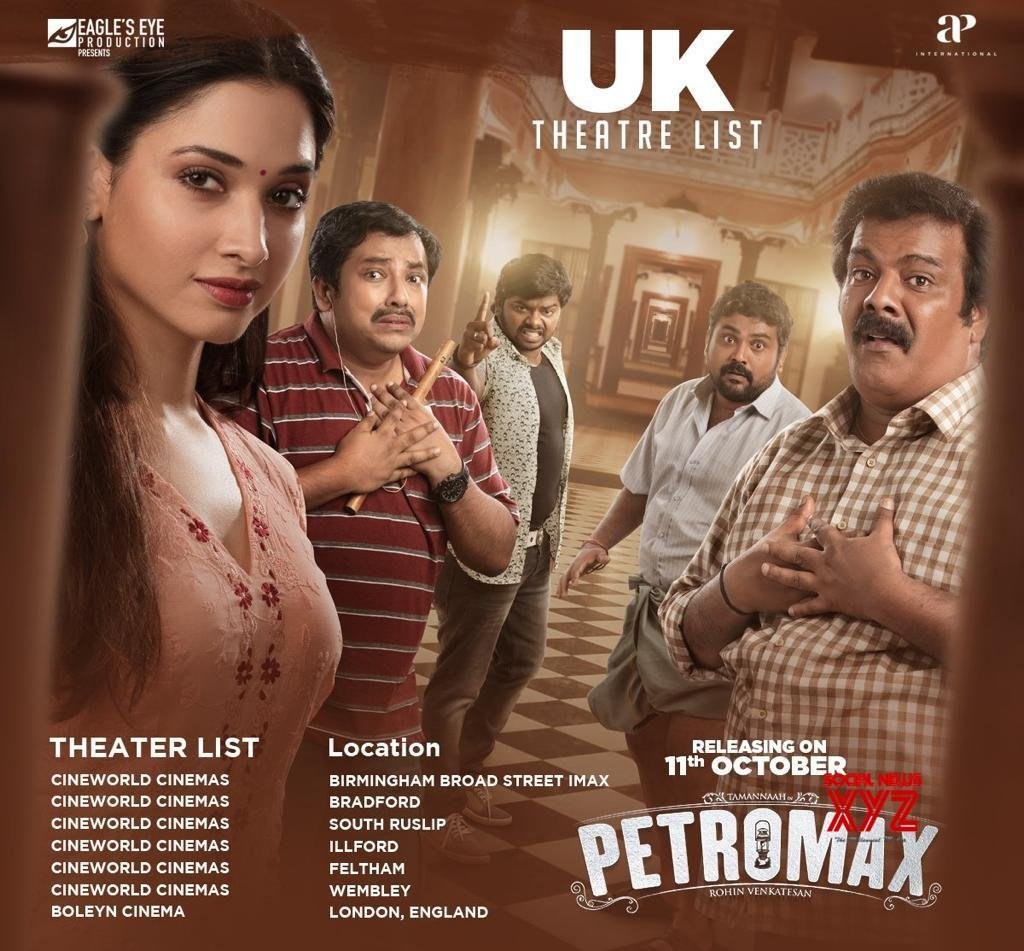 EAGLE'S EYE
PRODUCTION
PRESENTS
aP
INTERNATIONAL
UK
THEATRE LIST
THEATER LIST Location
CINEWORLD CINEMAS BIRMINGHAM BROAD STREET IMAX
CINEWORLD CINEMAS BRADFORD
CINEWORLD CINEMAS SOUTH RUSLIP
CINEWORLD CINEMAS ILLFORD
CINEWORLD CINEMAS FELTHAM
CINEWORLD CINEMAS WEMBLEY
BOLEYN CINEMA LONDON, ENGLAND
RELEASING ON
11th OCTOBER
TAMANNAAH IN
PETROMAX
ROHIN VENKATESAN
SOCIAL NEWS
XYZ